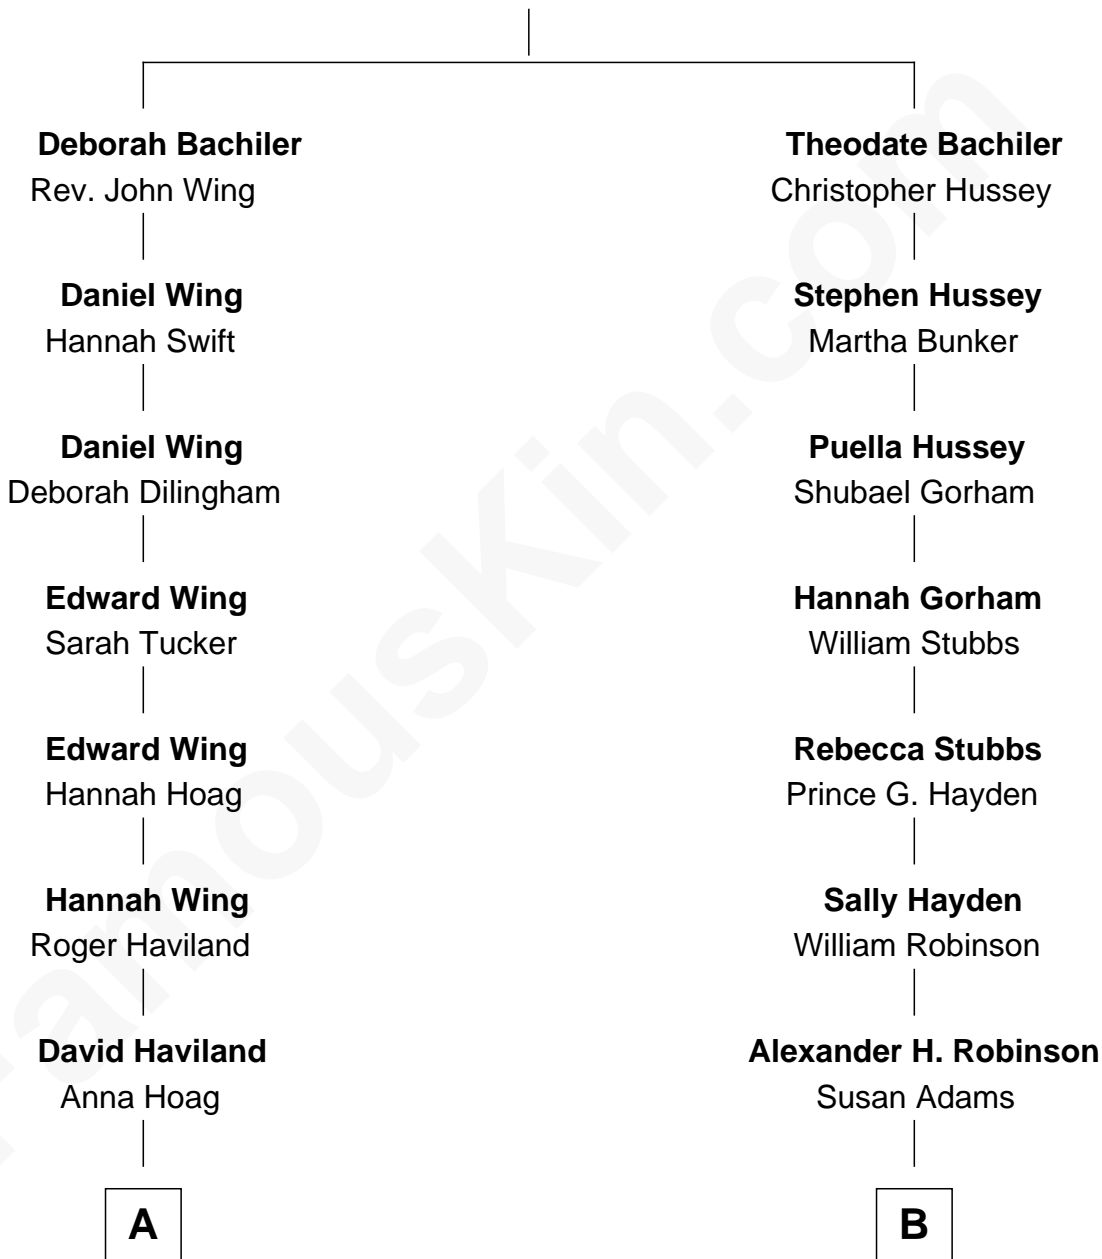 Deborah Bachiler
Rev. John Wing
Daniel Wing
Hannah Swift
Daniel Wing
Deborah Dilingham
Edward Wing
Sarah Tucker
Edward Wing
Hannah Hoag
Hannah Wing
Roger Haviland
David Haviland
Anna Hoag
A
Theodate Bachiler
Christopher Hussey
Stephen Hussey
Martha Bunker
Puella Hussey
Shubael Gorham
Hannah Gorham
William Stubbs
Rebecca Stubbs
Prince G. Hayden
Sally Hayden
William Robinson
Alexander H. Robinson
Susan Adams
B
FamousKin.com